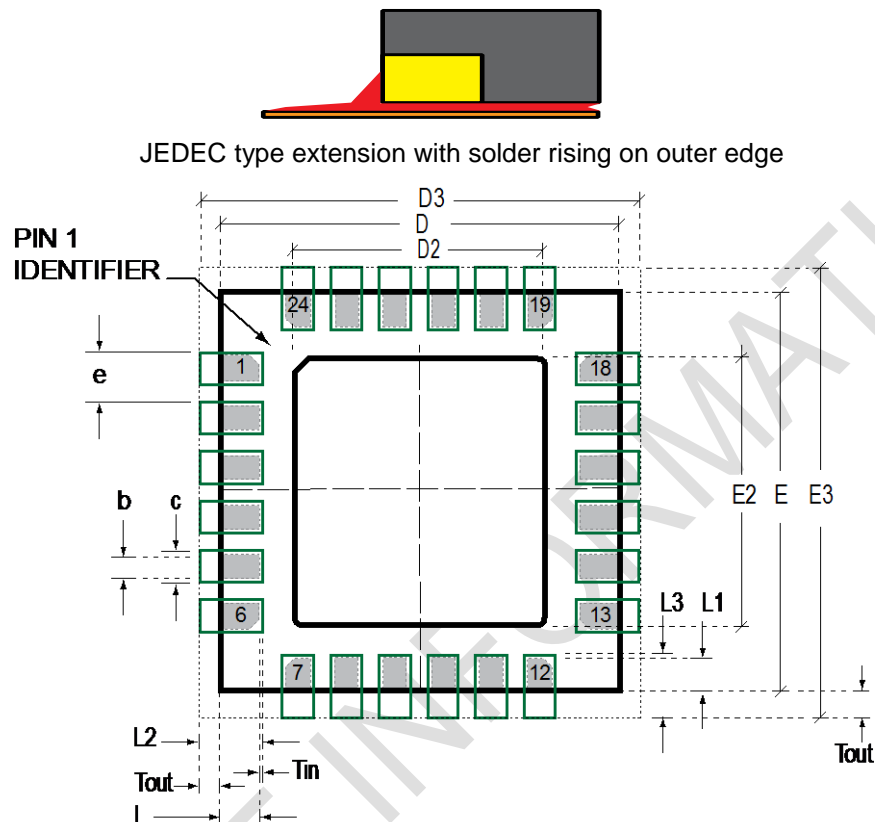 JEDEC type extension with solder rising on outer edge
D3
D
D2
PIN 1
IDENTIFIER
24
19
1
18
e
E2
E
E3
b
c
6
13
L3
L1
7
12
L2
Tin
Tout
Tout
L
INFORMATI